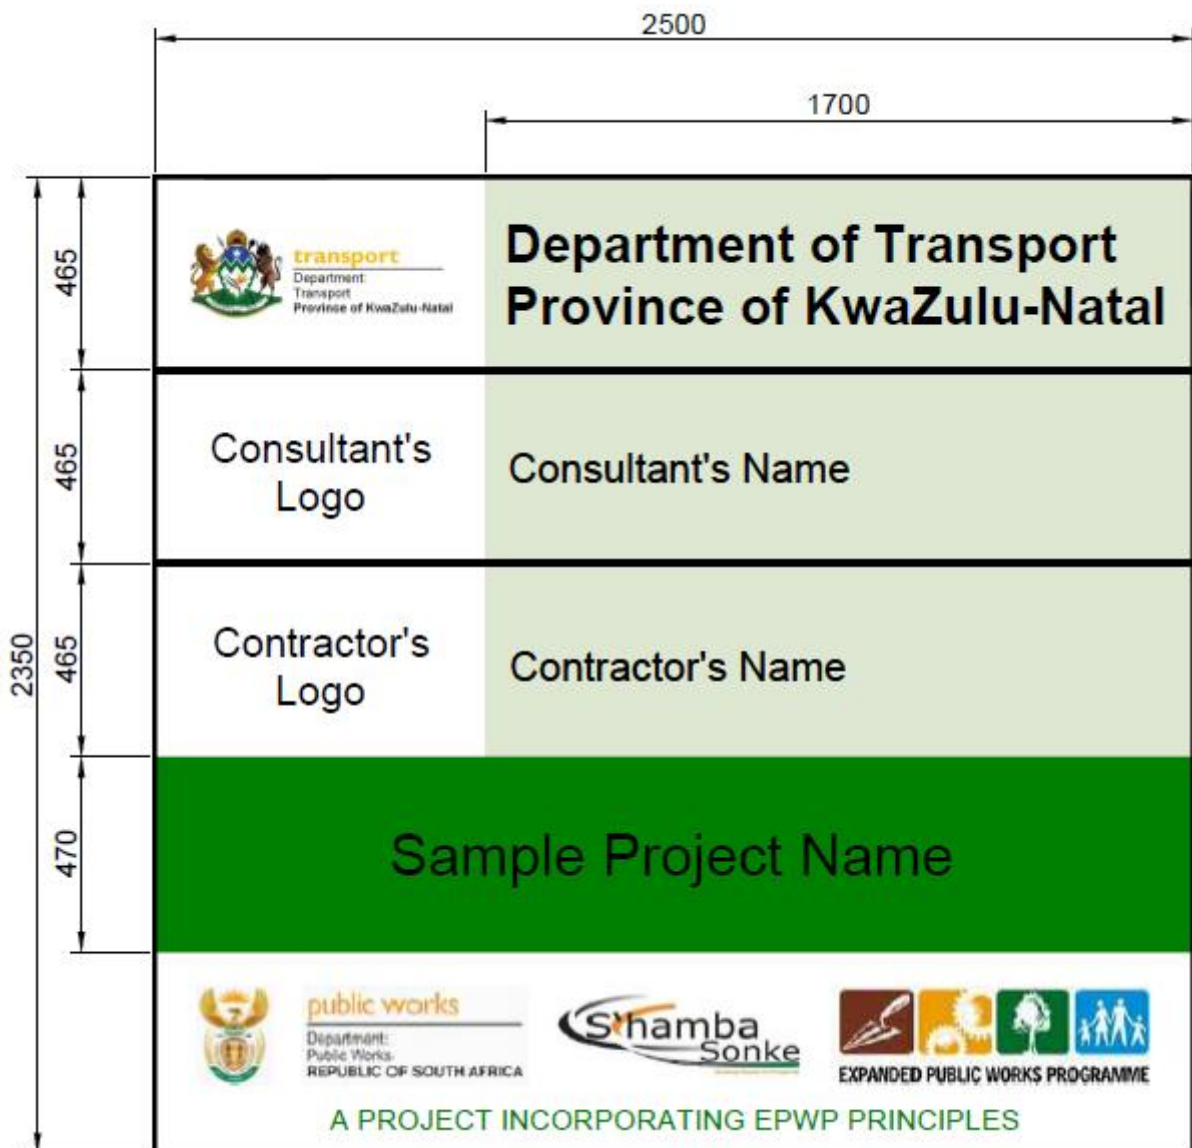 2500
1700
2350
465
transport
Department:
Transport
Province of KwaZulu-Natal
Department of Transport
Province of KwaZulu-Natal
465
Consultant's
Logo
Consultant's Name
465
Contractor's
Logo
Contractor's Name
470
Sample Project Name
public works
Department:
Public Works
REPUBLIC OF SOUTH AFRICA
S'hamba
Sonke
EXPANDED PUBLIC WORKS PROGRAMME
A PROJECT INCORPORATING EPWP PRINCIPLES